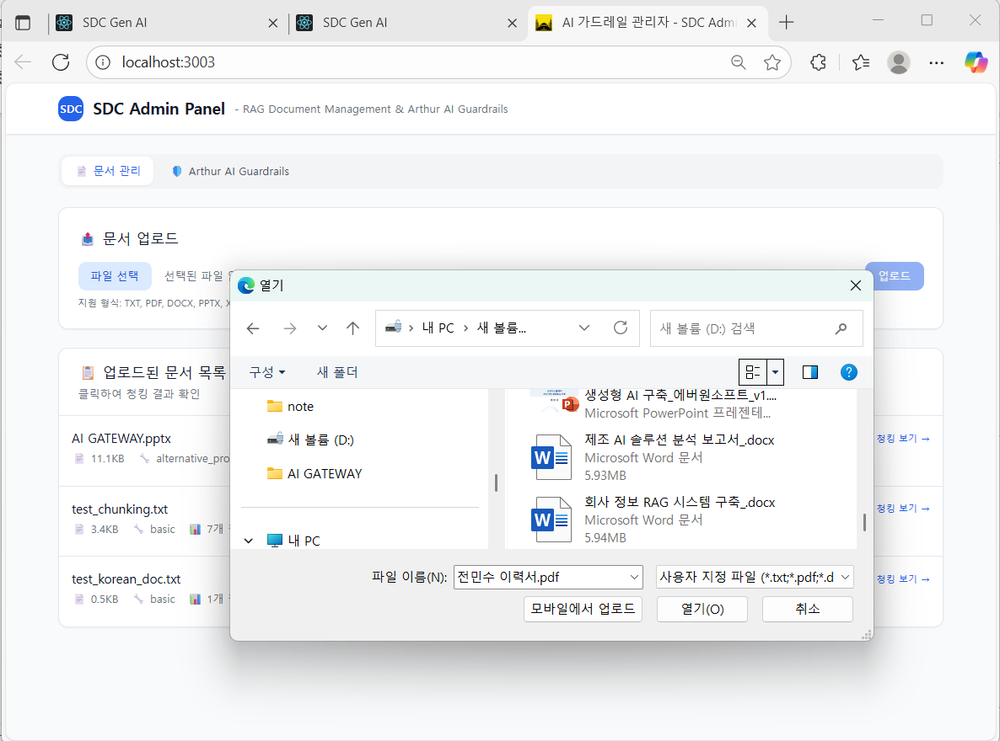 SDC Gen AI
SDC Gen AI
AI 가드레일 관리자 - SDC Admi
localhost:3003
SDC
SDC Admin Panel - RAG Document Management & Arthur AI Guardrails
문서 관리
Arthur AI Guardrails
문서 업로드
파일 선택 선택된 파일
업로드
지원 형식: TXT, PDF, DOCX, PPTX, X
업로드된 문서 목록
클릭하여 청킹 결과 확인
AI GATEWAY.pptx
11.1KB alternative_pro
청킹 보기 →
test_chunking.txt
3.4KB basic 7개
청킹 보기 →
test_korean_doc.txt
0.5KB basic 1개
청킹 보기 →
열기
내 PC › 새 볼륨...
새 볼륨 (D:) 검색
구성 새 폴더
note
새 볼륨 (D:)
AI GATEWAY
내 PC
생성형 AI 구축_에버원소프트_v1....
Microsoft PowerPoint 프레젠테...
제조 AI 솔루션 분석 보고서_.docx
Microsoft Word 문서
5.93MB
회사 정보 RAG 시스템 구축_.docx
Microsoft Word 문서
5.94MB
파일 이름(N): 전민수 이력서.pdf
사용자 지정 파일 (*.txt;*.pdf;*.d
모바일에서 업로드 열기(O) 취소